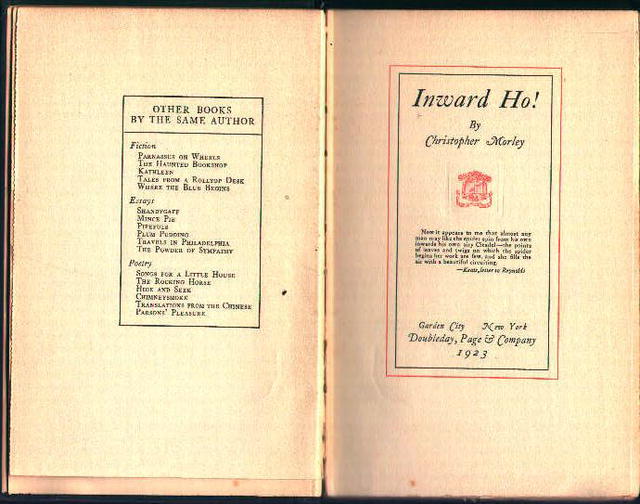 OTHER BOOKS
BY THE SAME AUTHOR
Fiction
PARNASSUS ON WHEELS
THE HAUNTED BOOKSHOP
KATHLEEN
TALES FROM A ROLLTOP DESK
WHERE THE BLUE BEGINS
Essays
SHANDYGAFF
MINCE PIE
PIPEFULS
PLUM PUDDING
TRAVELS IN PHILADELPHIA
THE POWDER OF SYMPATHY
Poetry
SONGS FOR A LITTLE HOUSE
THE ROCKING HORSE
HIDE AND SEEK
CHIMNEYSMOKE
TRANSLATIONS FROM THE CHINESE
PARSONS' PLEASURE
Inward Ho!
By
Christopher Morley
Now it appears to me that almost any
man may like the spider spin from his own
inwards his own airy Citadel—the points
of leaves and twigs on which the spider
begins her work are few, and she fills the
air with a beautiful circuiting.
—Keats, letter to Reynolds
Garden City New York
Doubleday, Page & Company
1923